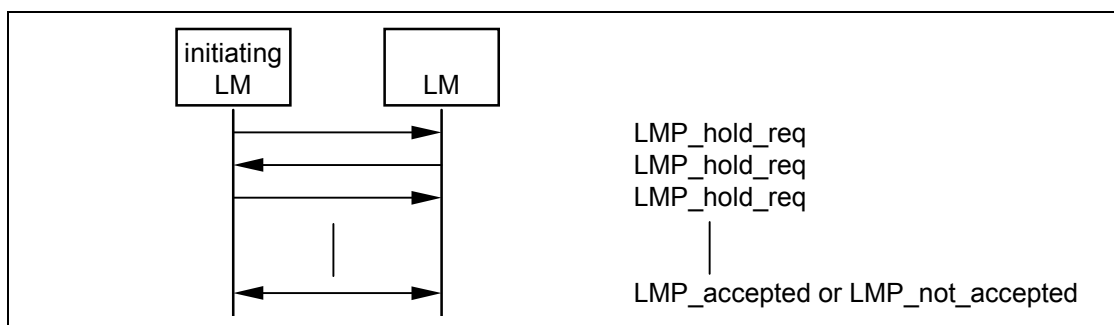 initiating
LM
LM
LMP_hold_req
LMP_hold_req
LMP_hold_req
LMP_accepted or LMP_not_accepted